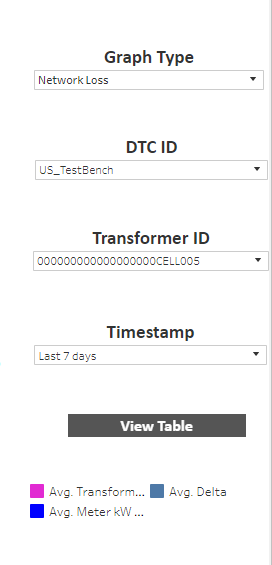 Graph Type
Network Loss
DTC ID
US_TestBench
Transformer ID
000000000000000000CELL005
Timestamp
Last 7 days
View Table
Avg. Transform... Avg. Delta
Avg. Meter kW ...